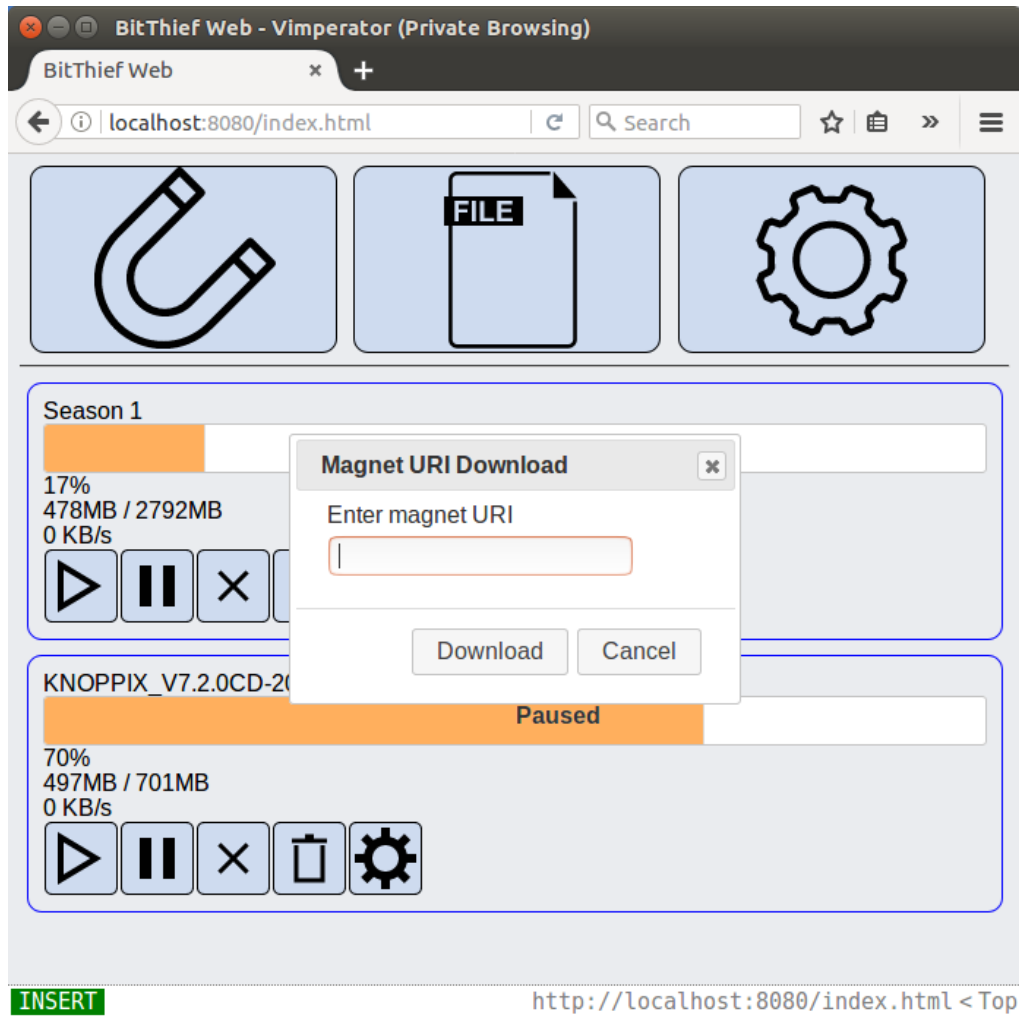 BitThief Web - Vimperator (Private Browsing)
BitThief Web
localhost:8080/index.html
Search
FILE
Season 1
17%
478MB / 2792MB
0 KB/s
Magnet URI Download
Enter magnet URI
Download Cancel
KNOPPIX_V7.2.0CD-20
Paused
70%
497MB / 701MB
0 KB/s
INSERT
http://localhost:8080/index.html < Top